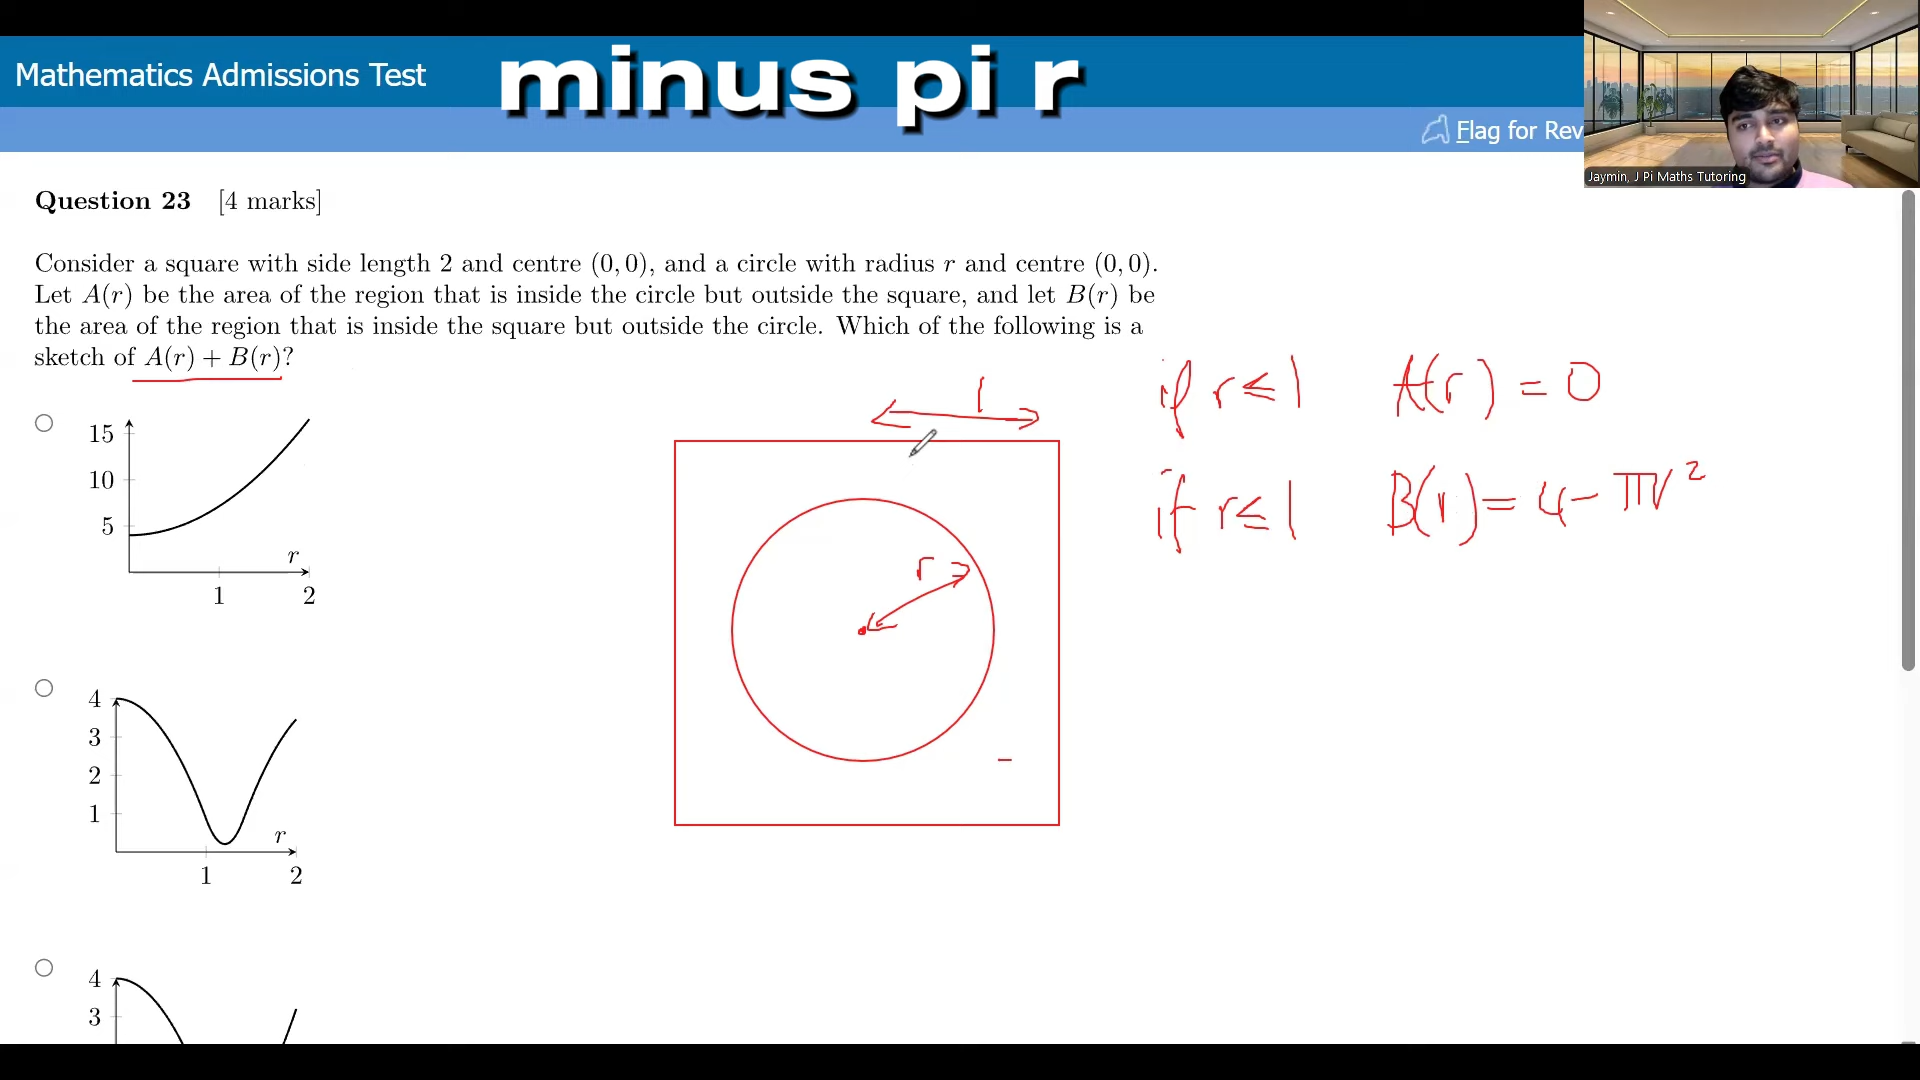 Mathematics Admissions Test
minus pi r
Flag for Rev
Jaymin, J Pi Maths Tutoring
Question 23 [4 marks]
Consider a square with side length 2 and centre (0, 0), and a circle with radius r and centre (0, 0).
Let A(r) be the area of the region that is inside the circle but outside the square, and let B(r) be
the area of the region that is inside the square but outside the circle. Which of the following is a
sketch of A(r) + B(r)?
if r ≤ 1 A(r) = 0
1
if r ≤ 1 B(r) = 4 - πr²
r
15
10
5
r
1 2
4
3
2
1
r
1 2
4
3